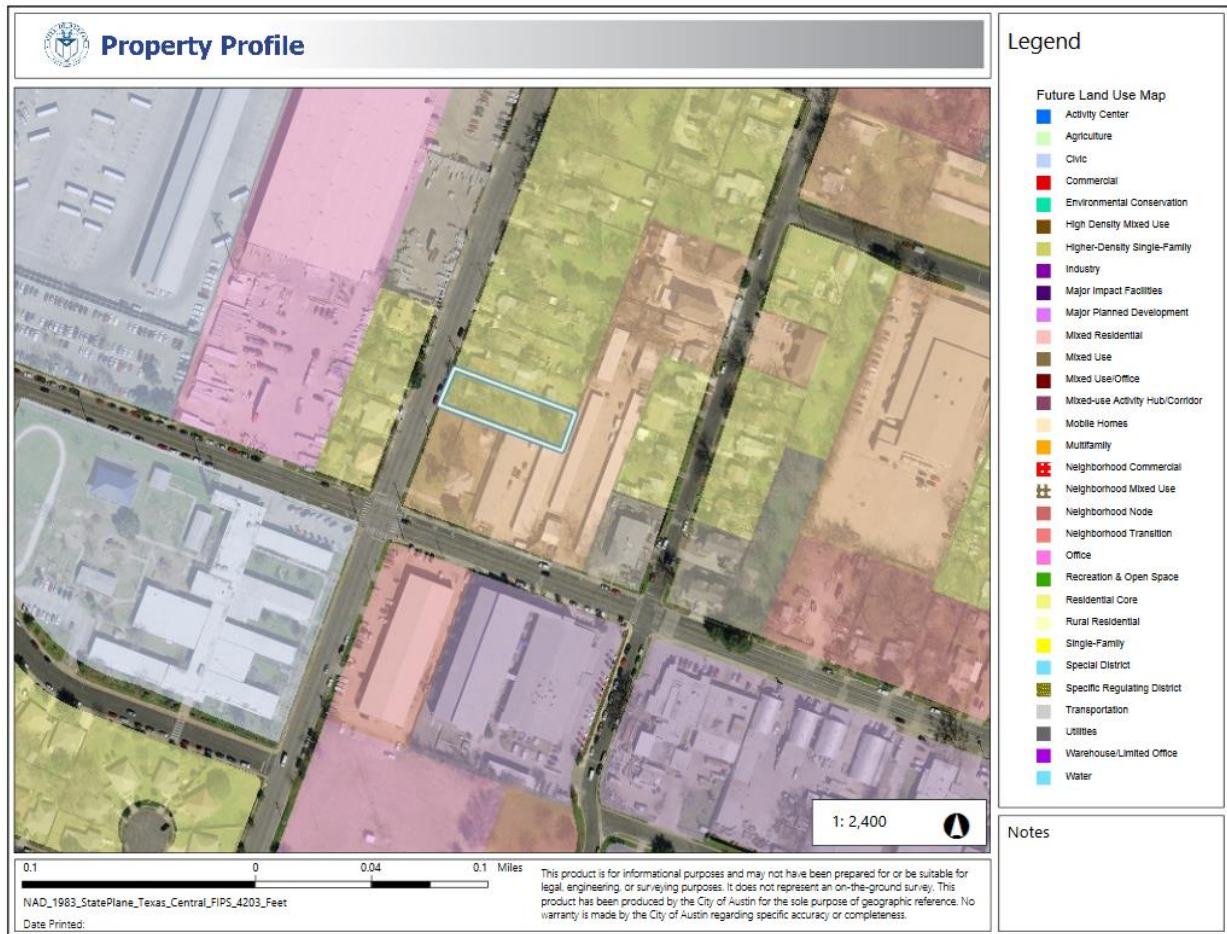 Property Profile
Legend
Future Land Use Map
Activity Center
Agriculture
Civic
Commercial
Environmental Conservation
High Density Mixed Use
Higher-Density Single-Family
Industry
Major Impact Facilities
Major Planned Development
Mixed Residential
Mixed Use
Mixed Use/Office
Mixed-use Activity Hub/Corridor
Mobile Homes
Multifamily
Neighborhood Commercial
Neighborhood Mixed Use
Neighborhood Node
Neighborhood Transition
Office
Recreation & Open Space
Residential Core
Rural Residential
Single-Family
Special District
Specific Regulating District
Transportation
Utilities
Warehouse/Limited Office
Water
1: 2,400
Notes
0.1 0 0.04 0.1 Miles
NAD_1983_StatePlane_Texas_Central_FIPS_4203_Feet
Date Printed:
This product is for informational purposes and may not have been prepared for or be suitable for
legal, engineering, or surveying purposes. It does not represent an on-the-ground survey. This
product has been produced by the City of Austin for the sole purpose of geographic reference. No
warranty is made by the City of Austin regarding specific accuracy or completeness.